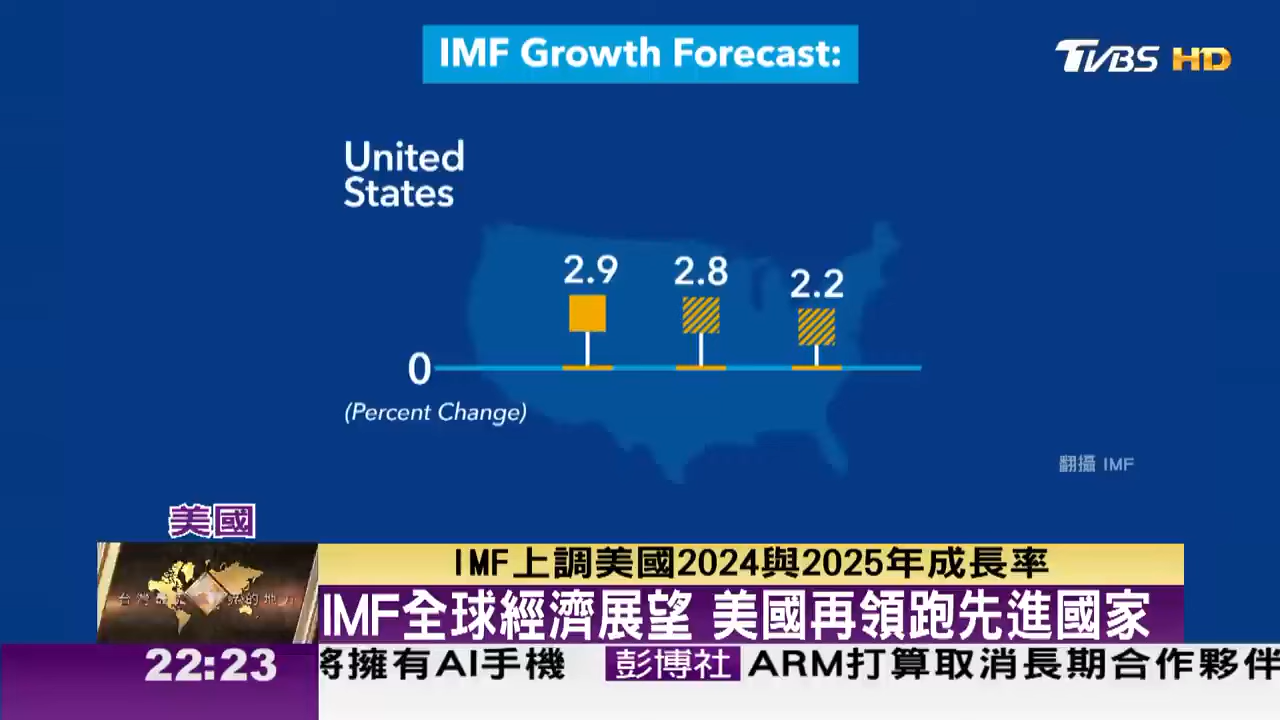 IMF Growth Forecast:
TVBS HD
United
States
2.9
2.8
2.2
0
(Percent Change)
翻攝 IMF
美國
IMF上調美國2024與2025年成長率
IMF全球經濟展望 美國再領跑先進國家
22:23
將擁有AI手機 彭博社 ARM打算取消長期合作夥伴